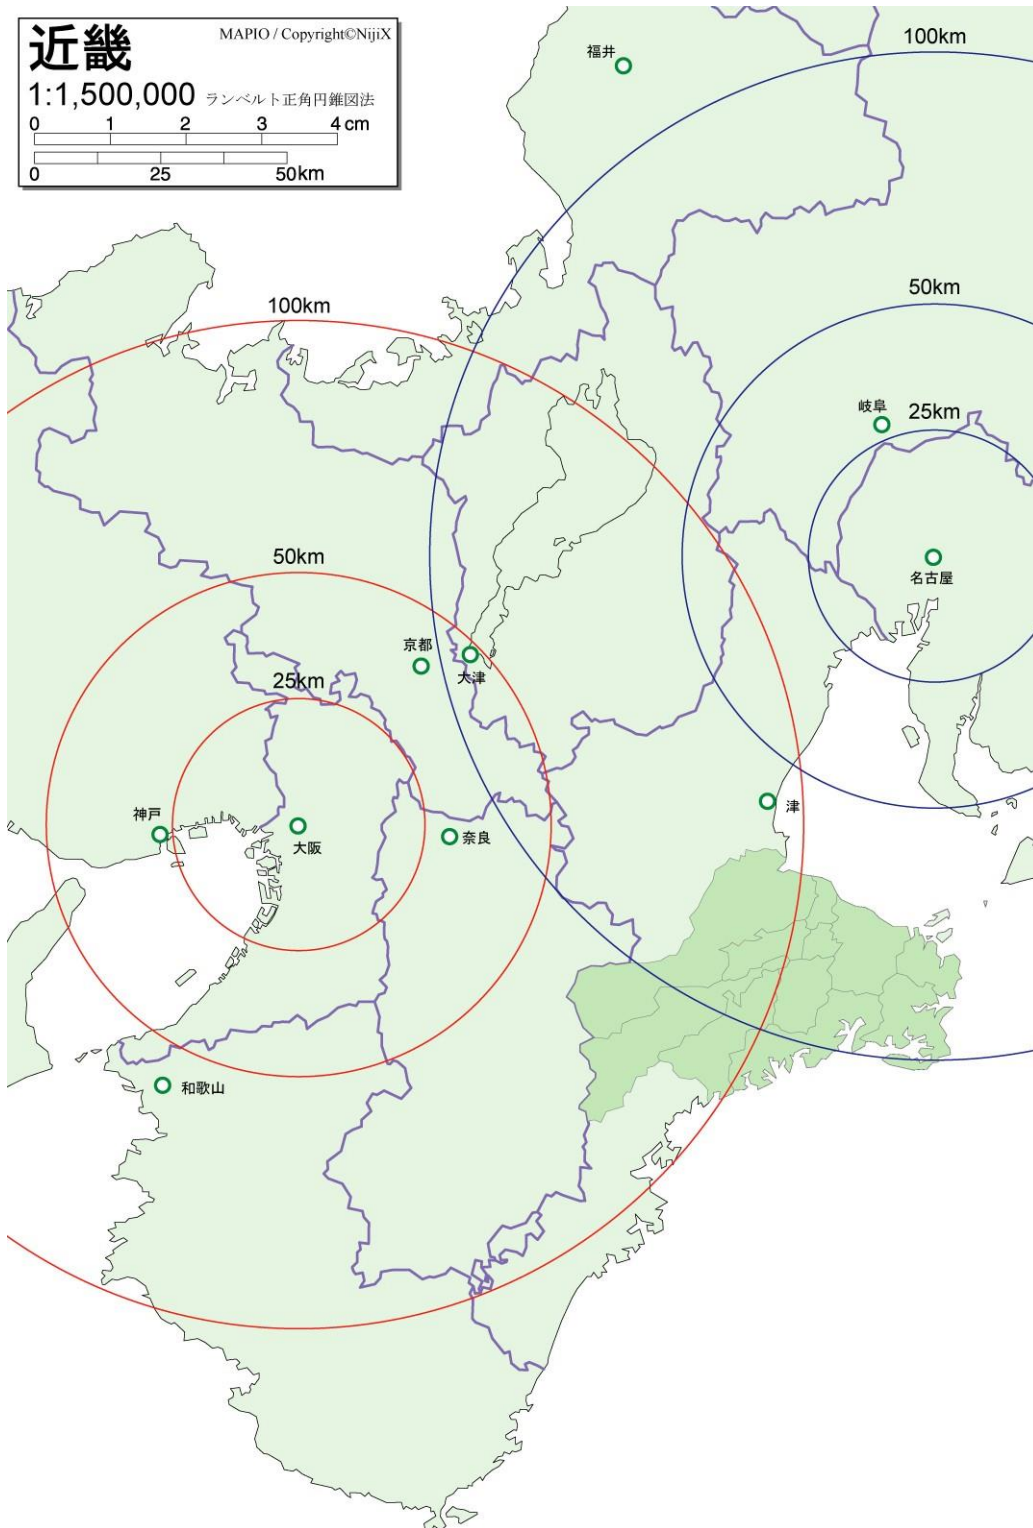 近畿
MAPIO / Copyright©NijiX
1:1,500,000 ランベルト正角円錐図法
0 1 2 3 4 cm
0 25 50km
福井
100km
100km
50km
岐阜
25km
名古屋
50km
京都
大津
25km
神戸
大阪
奈良
津
和歌山